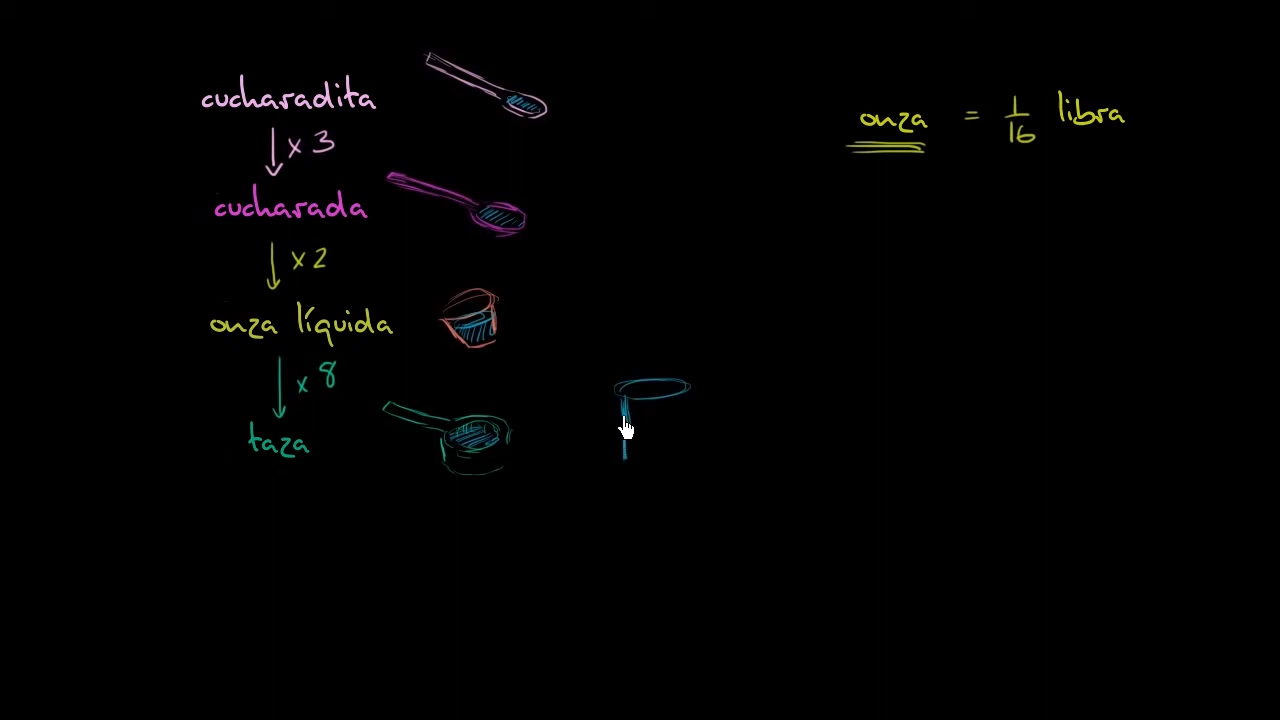 cucharadita
x 3
cucharada
x 2
onza líquida
x 8
taza
onza = 1/16 libra